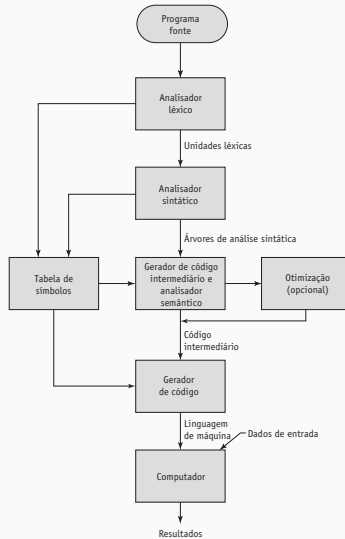 Programa
fonte
Analisador
léxico
Unidades léxicas
Analisador
sintático
Árvores de análise sintática
Tabela de
símbolos
Gerador de código
intermediário e
analisador
semântico
Otimização
(opcional)
Código
intermediário
Gerador
de código
Linguagem
de máquina
Dados de entrada
Computador
Resultados